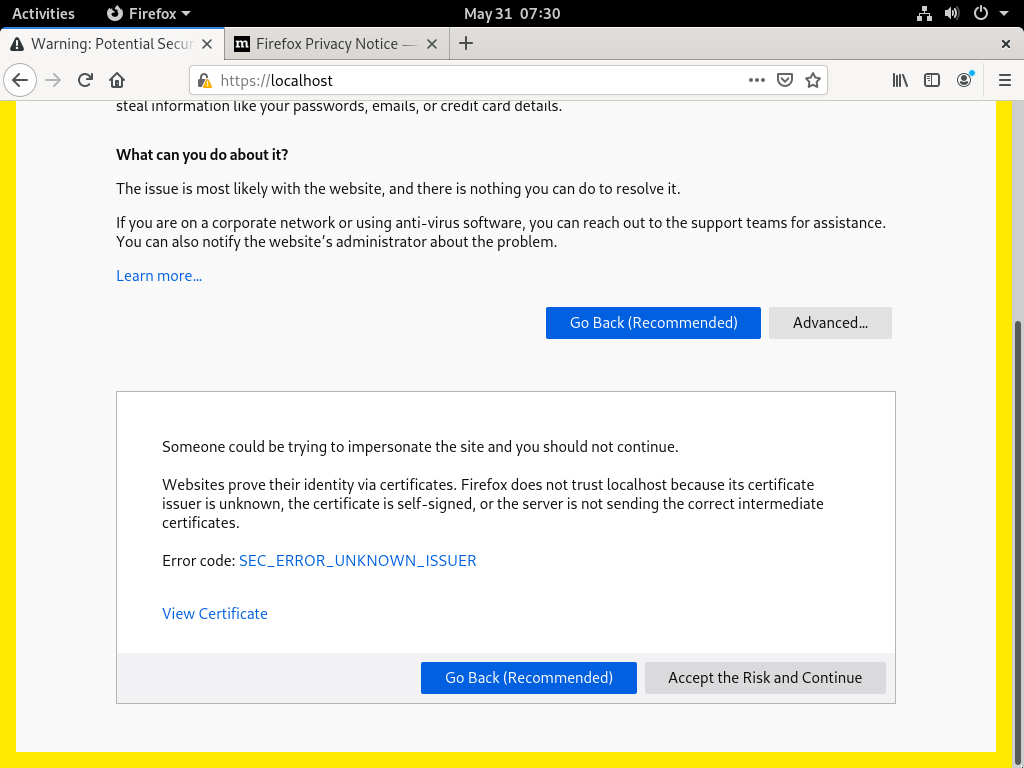 Activities Firefox May 31 07:30
Warning: Potential Secur Firefox Privacy Notice —
https://localhost
steal information like your passwords, emails, or credit card details.
What can you do about it?
The issue is most likely with the website, and there is nothing you can do to resolve it.
If you are on a corporate network or using anti-virus software, you can reach out to the support teams for assistance.
You can also notify the website’s administrator about the problem.
Learn more…
Go Back (Recommended) Advanced…
Someone could be trying to impersonate the site and you should not continue.
Websites prove their identity via certificates. Firefox does not trust localhost because its certificate
issuer is unknown, the certificate is self-signed, or the server is not sending the correct intermediate
certificates.
Error code: SEC_ERROR_UNKNOWN_ISSUER
View Certificate
Go Back (Recommended) Accept the Risk and Continue